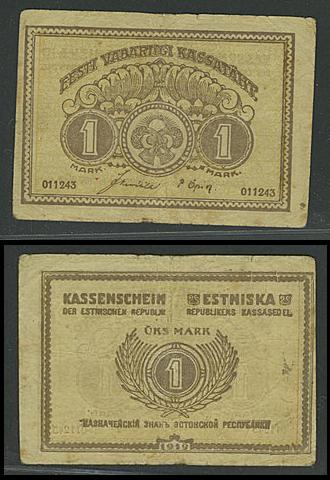 EESTI VABARIIGI KASSATÄHT.
1 1
MARK. MARK.
011243 011243
KASSENSCHEIN ESTNISKA
DER ESTNISCHEN REPUBLIK REPUBLIKENS KASSASEDEL
ÜKS MARK
1
КАЗНАЧЕЙСКІЙ ЗНАКЪ ЭСТОНСКОЙ РЕСПУБЛИКИ
1919